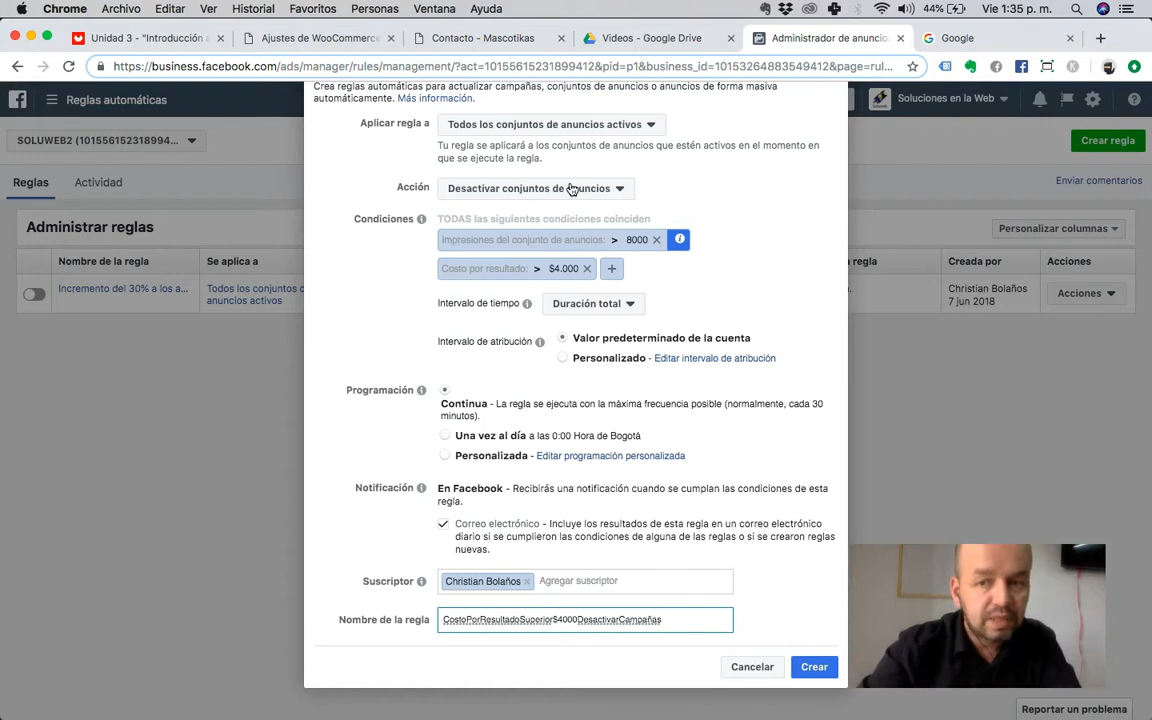 Chrome Archivo Editar Ver Historial Favoritos Personas Ventana Ayuda 44% Vie 1:35 p. m.
Unidad 3 - "Introducción a Ajustes de WooCommerce Contacto - Mascotikas Videos - Google Drive Administrador de anuncios Google
https://business.facebook.com/ads/manager/rules/management/?act=10155615231899412&pid=p1&business_id=10153264883549412&page=rul...
Reglas automáticas
Soluciones en la Web
Crea reglas automáticas para actualizar campañas, conjuntos de anuncios o anuncios de forma masiva
automáticamente. Más información.
SOLUWEB2 (101556152318994...
Crear regla
Aplicar regla a Todos los conjuntos de anuncios activos
Tu regla se aplicará a los conjuntos de anuncios que estén activos en el momento en
que se ejecute la regla.
Reglas Actividad
Enviar comentarios
Acción Desactivar conjuntos de anuncios
Administrar reglas
Personalizar columnas
Condiciones TODAS las siguientes condiciones coinciden
Impresiones del conjunto de anuncios: > 8000
Costo por resultado: > $4.000
Nombre de la regla Se aplica a
la regla Creada por Acciones
Incremento del 30% a los a... Todos los conjuntos d
anuncios activos
Christian Bolaños
7 jun 2018
Acciones
Intervalo de tiempo Duración total
Intervalo de atribución Valor predeterminado de la cuenta
Personalizado - Editar intervalo de atribución
Programación
Continua - La regla se ejecuta con la máxima frecuencia posible (normalmente, cada 30
minutos).
Una vez al día a las 0:00 Hora de Bogotá
Personalizada - Editar programación personalizada
Notificación En Facebook - Recibirás una notificación cuando se cumplan las condiciones de esta
regla.
Correo electrónico - Incluye los resultados de esta regla en un correo electrónico
diario si se cumplieron las condiciones de alguna de las reglas o si se crearon reglas
nuevas.
Suscriptor Christian Bolaños Agregar suscriptor
Nombre de la regla CostoPorResultadoSuperior$4000DesactivarCampañas
Cancelar Crear
Reportar un problema